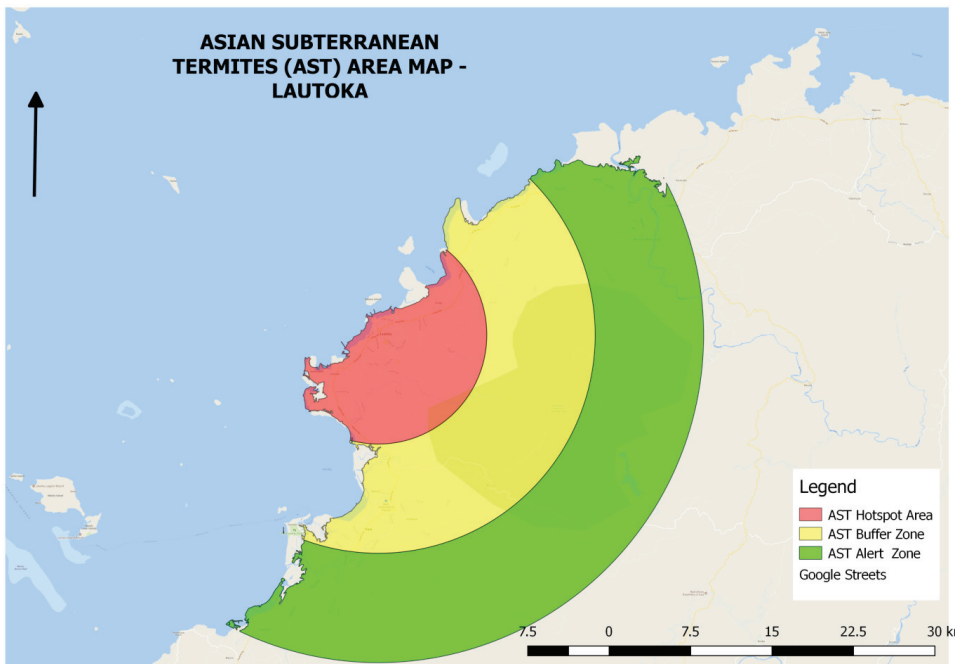 ASIAN SUBTERRANEAN
TERMITES (AST) AREA MAP -
LAUTOKA
Legend
AST Hotspot Area
AST Buffer Zone
AST Alert Zone
Google Streets
7.5 0 7.5 15 22.5 30 km